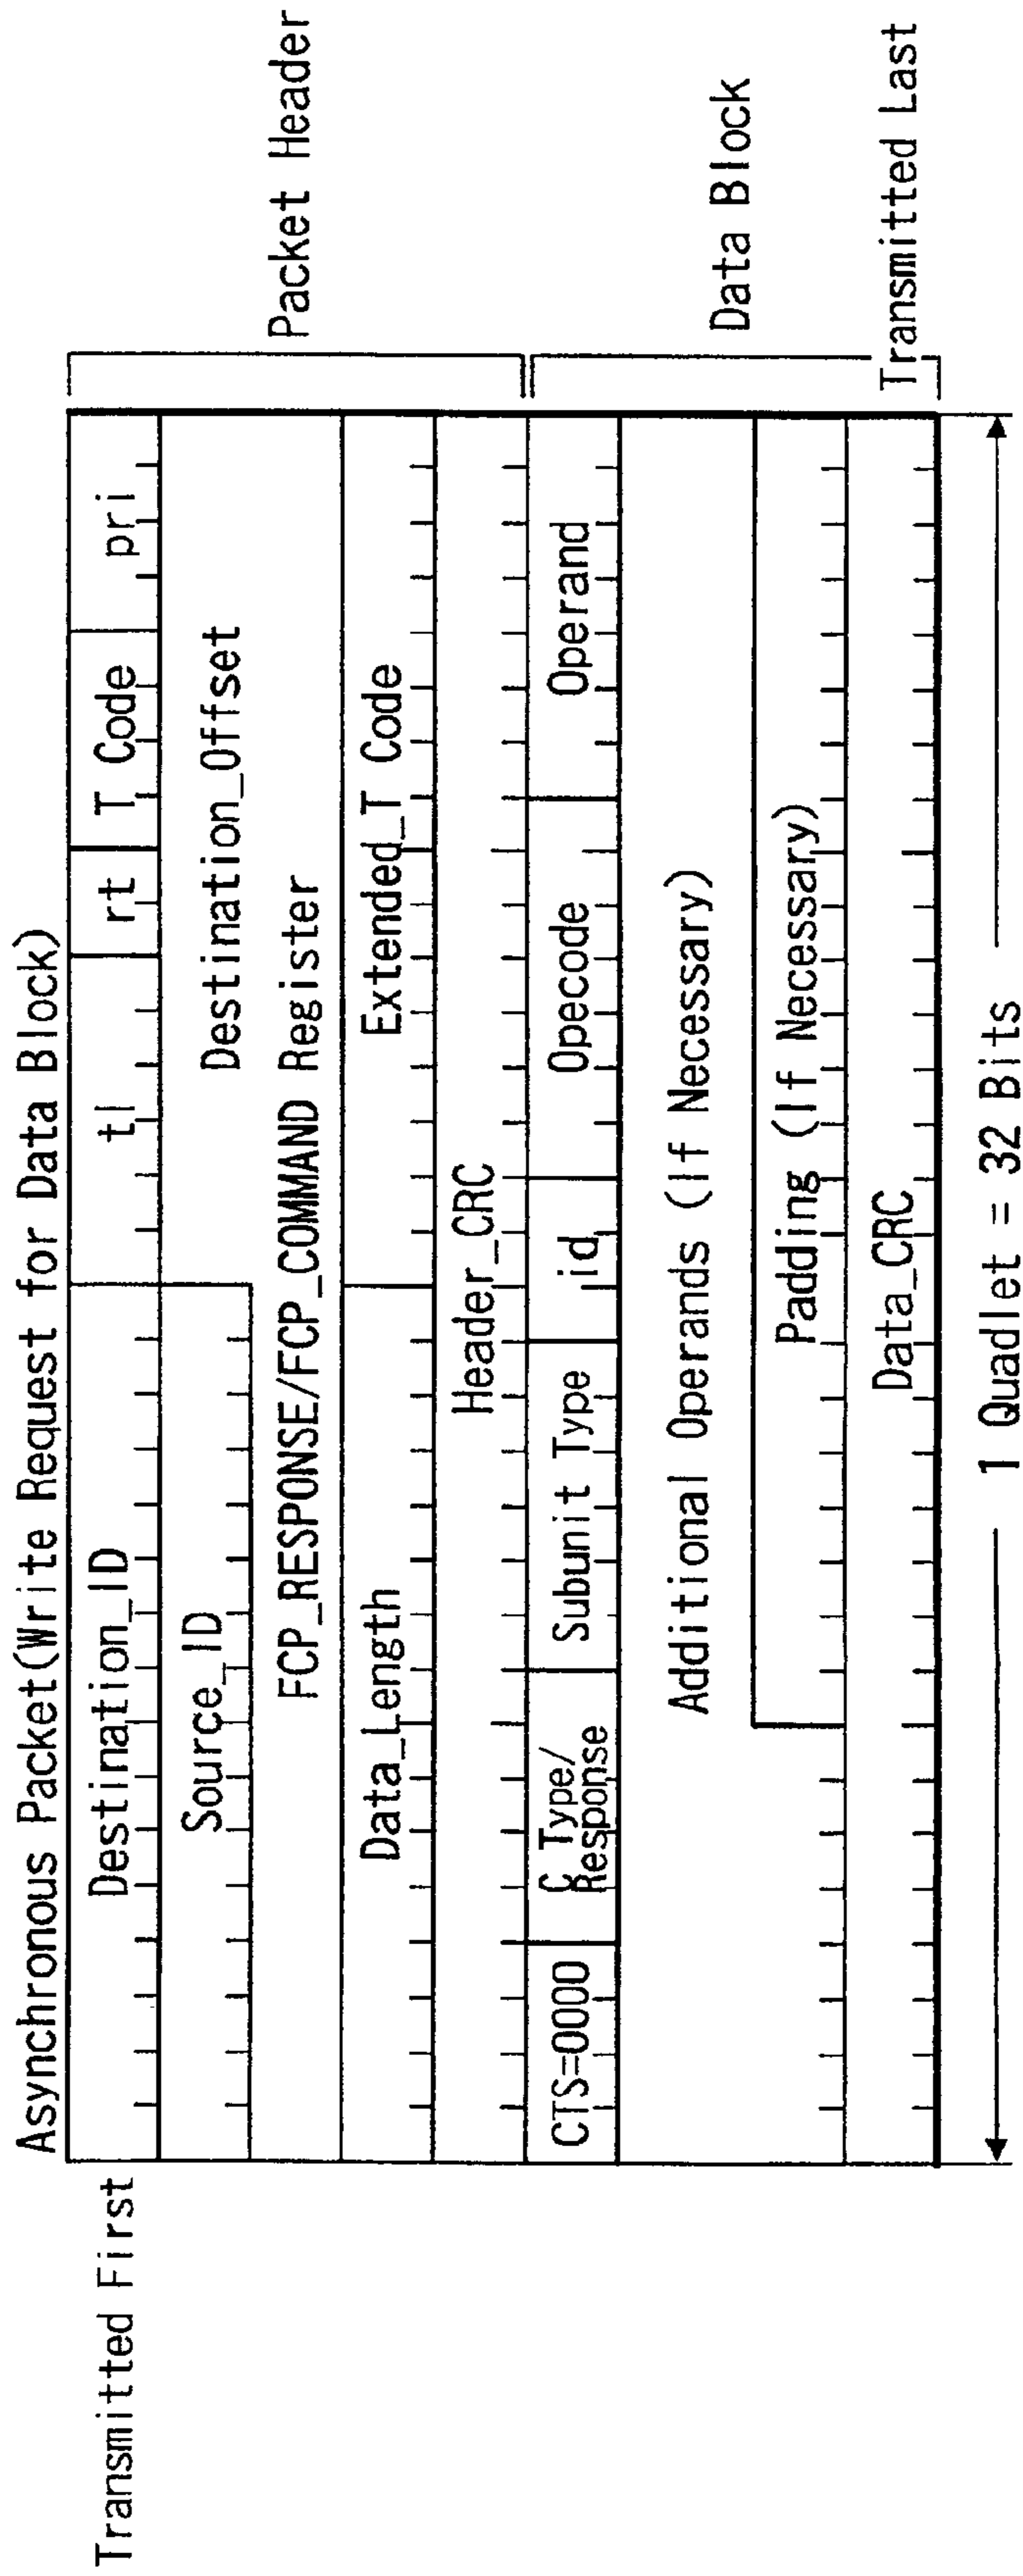 Asynchronous Packet(Write Request for Data Block)
Transmitted First
Destination_ID tl rt T Code pri
Source_ID Destination_Offset
FCP_RESPONSE/FCP_COMMAND Register
Data_Length Extended_T Code
Header_CRC
Packet Header
CTS=0000 C Type/ Subunit Type id Opecode Operand
Response
Additional Operands (If Necessary)
Padding (If Necessary)
Data_CRC
Data Block
Transmitted Last
1 Quadlet = 32 Bits